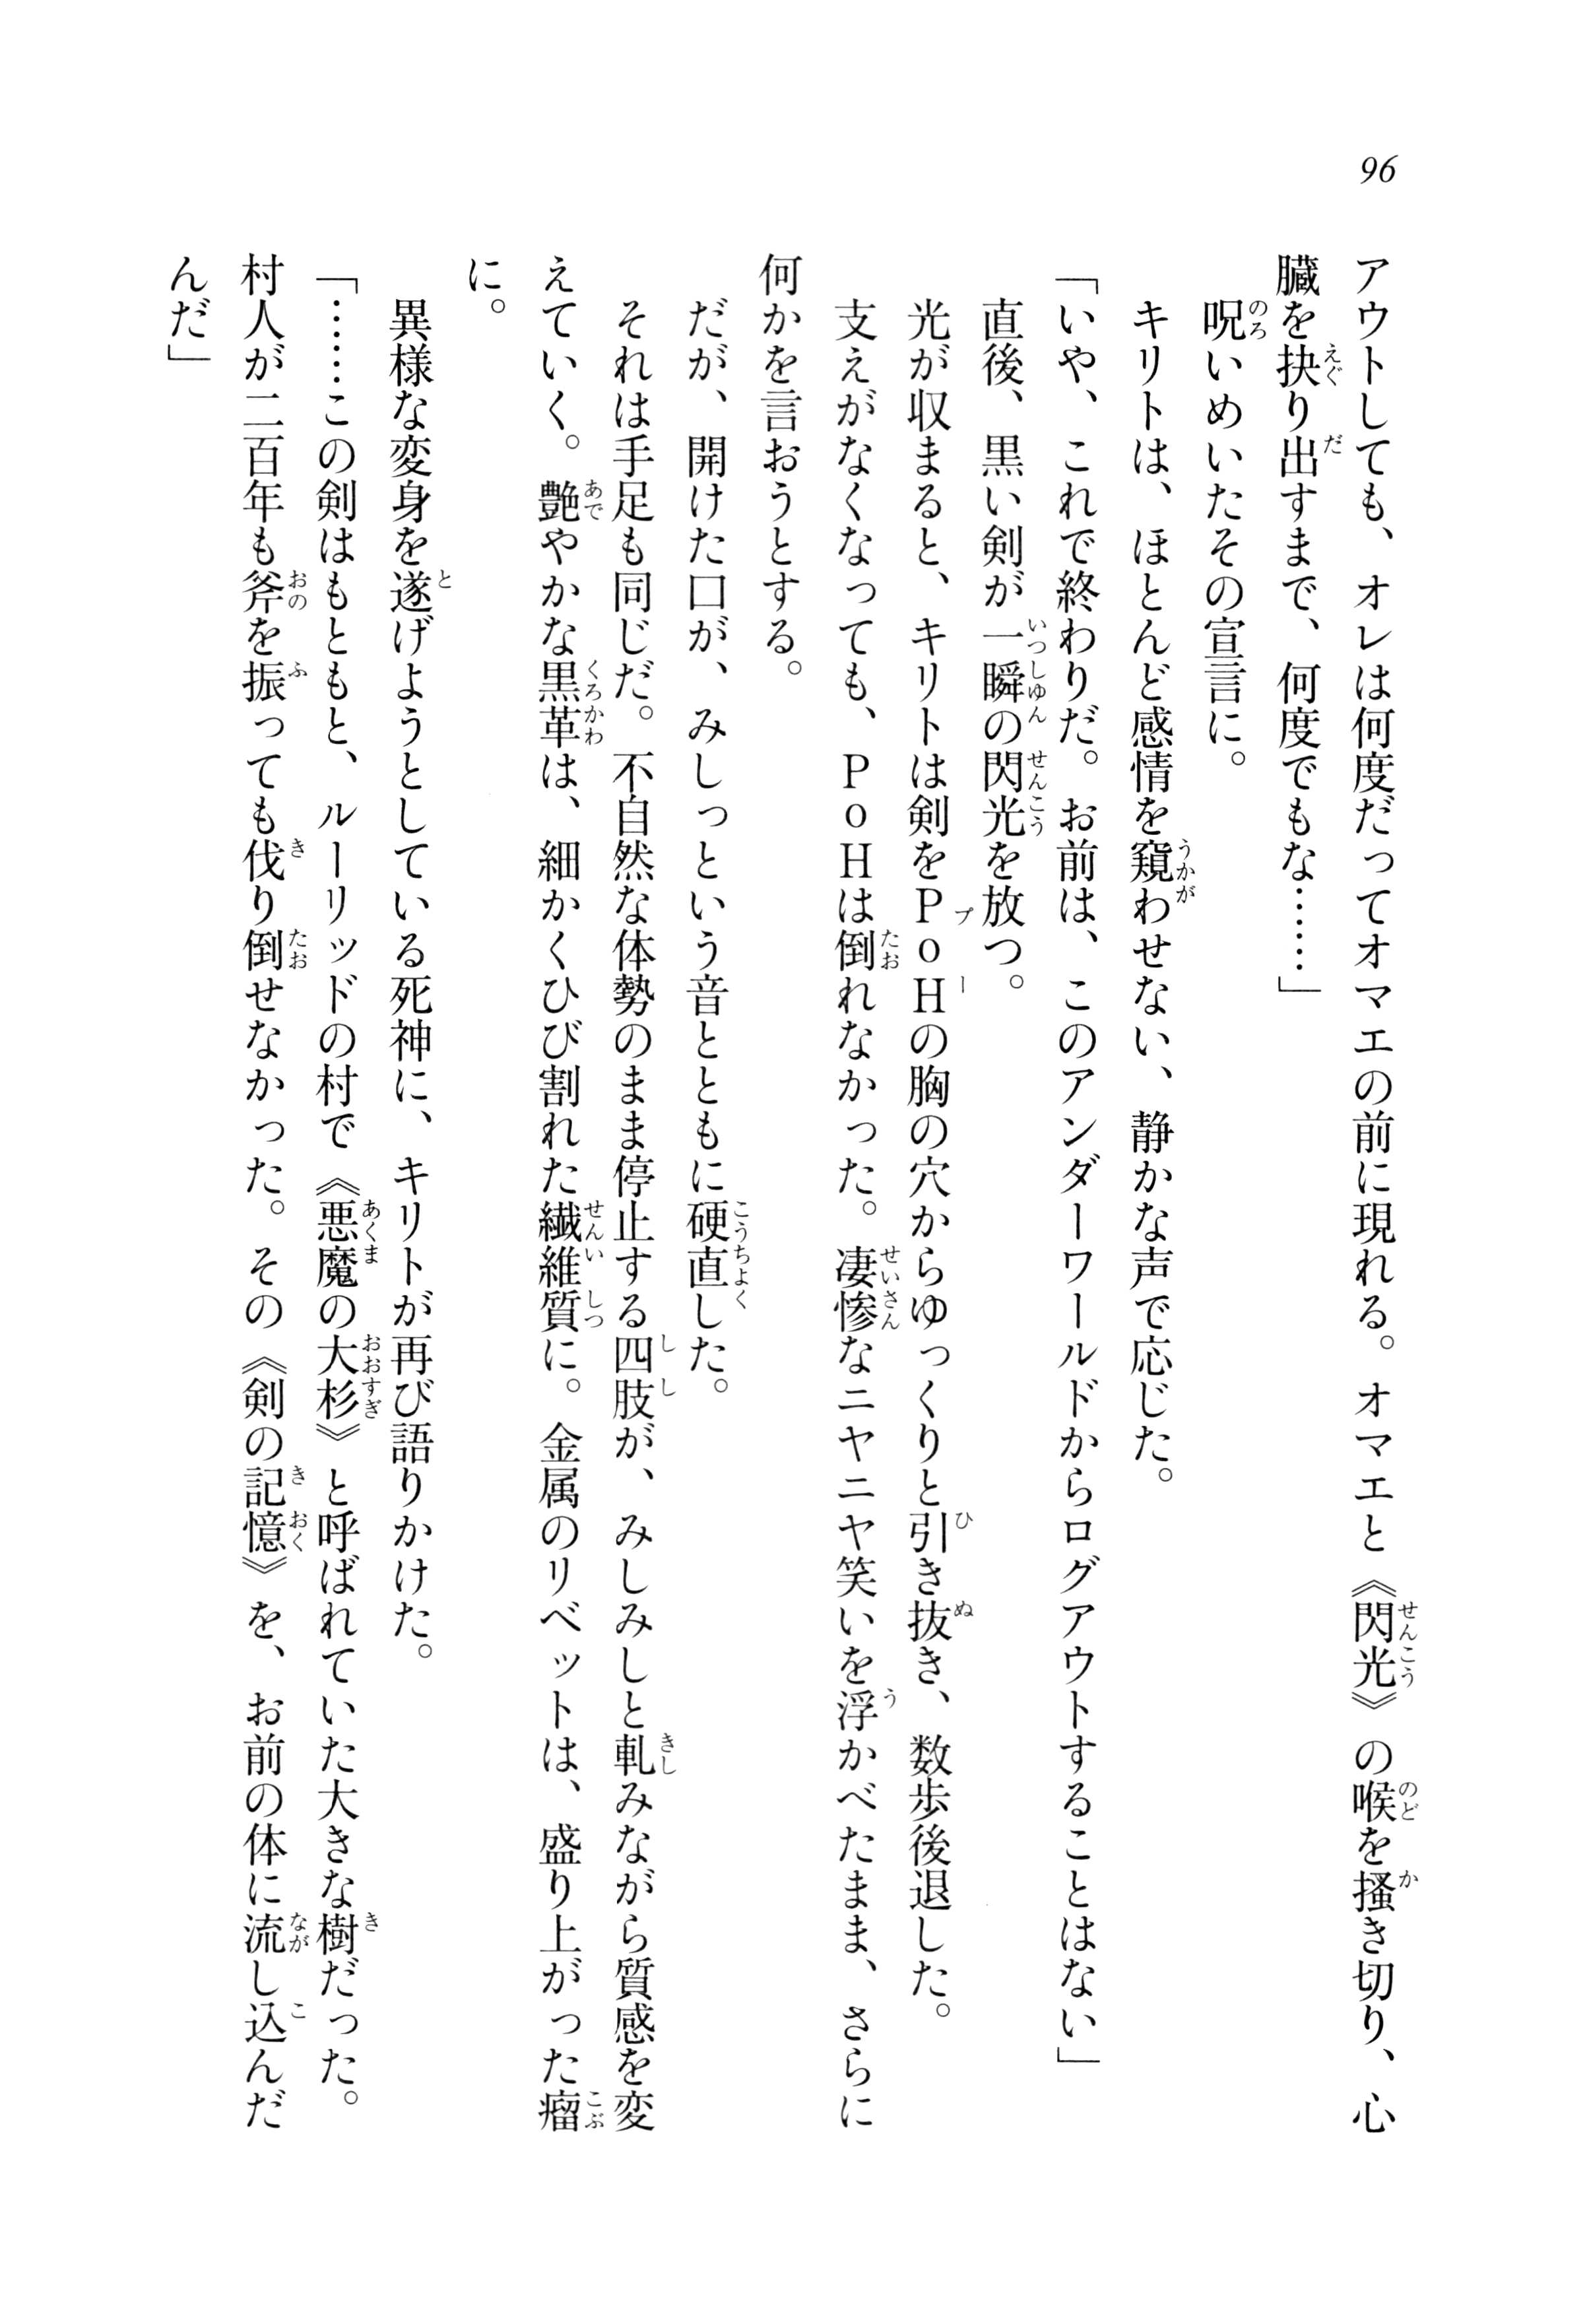 96
アウトしても、オレは何度だってオマエの前に現れる。オマエと《閃光》の喉を掻き切り、心
臓を抉り出すまで、何度でもな……」
　呪いめいたその宣言に。
　キリトは、ほとんど感情を窺わせない、静かな声で応じた。
「いや、これで終わりだ。お前は、このアンダーワールドからログアウトすることはない」
　直後、黒い剣が一瞬の閃光を放つ。
　光が収まると、キリトは剣をＰｏＨの胸の穴からゆっくりと引き抜き、数歩後退した。
　支えがなくなっても、ＰｏＨは倒れなかった。凄惨なニヤニヤ笑いを浮かべたまま、さらに
何かを言おうとする。
　だが、開けた口が、みしっという音とともに硬直した。
　それは手足も同じだ。不自然な体勢のまま停止する四肢が、みしみしと軋みながら質感を変
えていく。艶やかな黒革は、細かくひび割れた繊維質に。金属のリベットは、盛り上がった瘤
に。
　異様な変身を遂げようとしている死神に、キリトが再び語りかけた。
「……この剣はもともと、ルーリッドの村で《悪魔の大杉》と呼ばれていた大きな樹だった。
村人が二百年も斧を振っても伐り倒せなかった。その《剣の記憶》を、お前の体に流し込んだ
んだ」